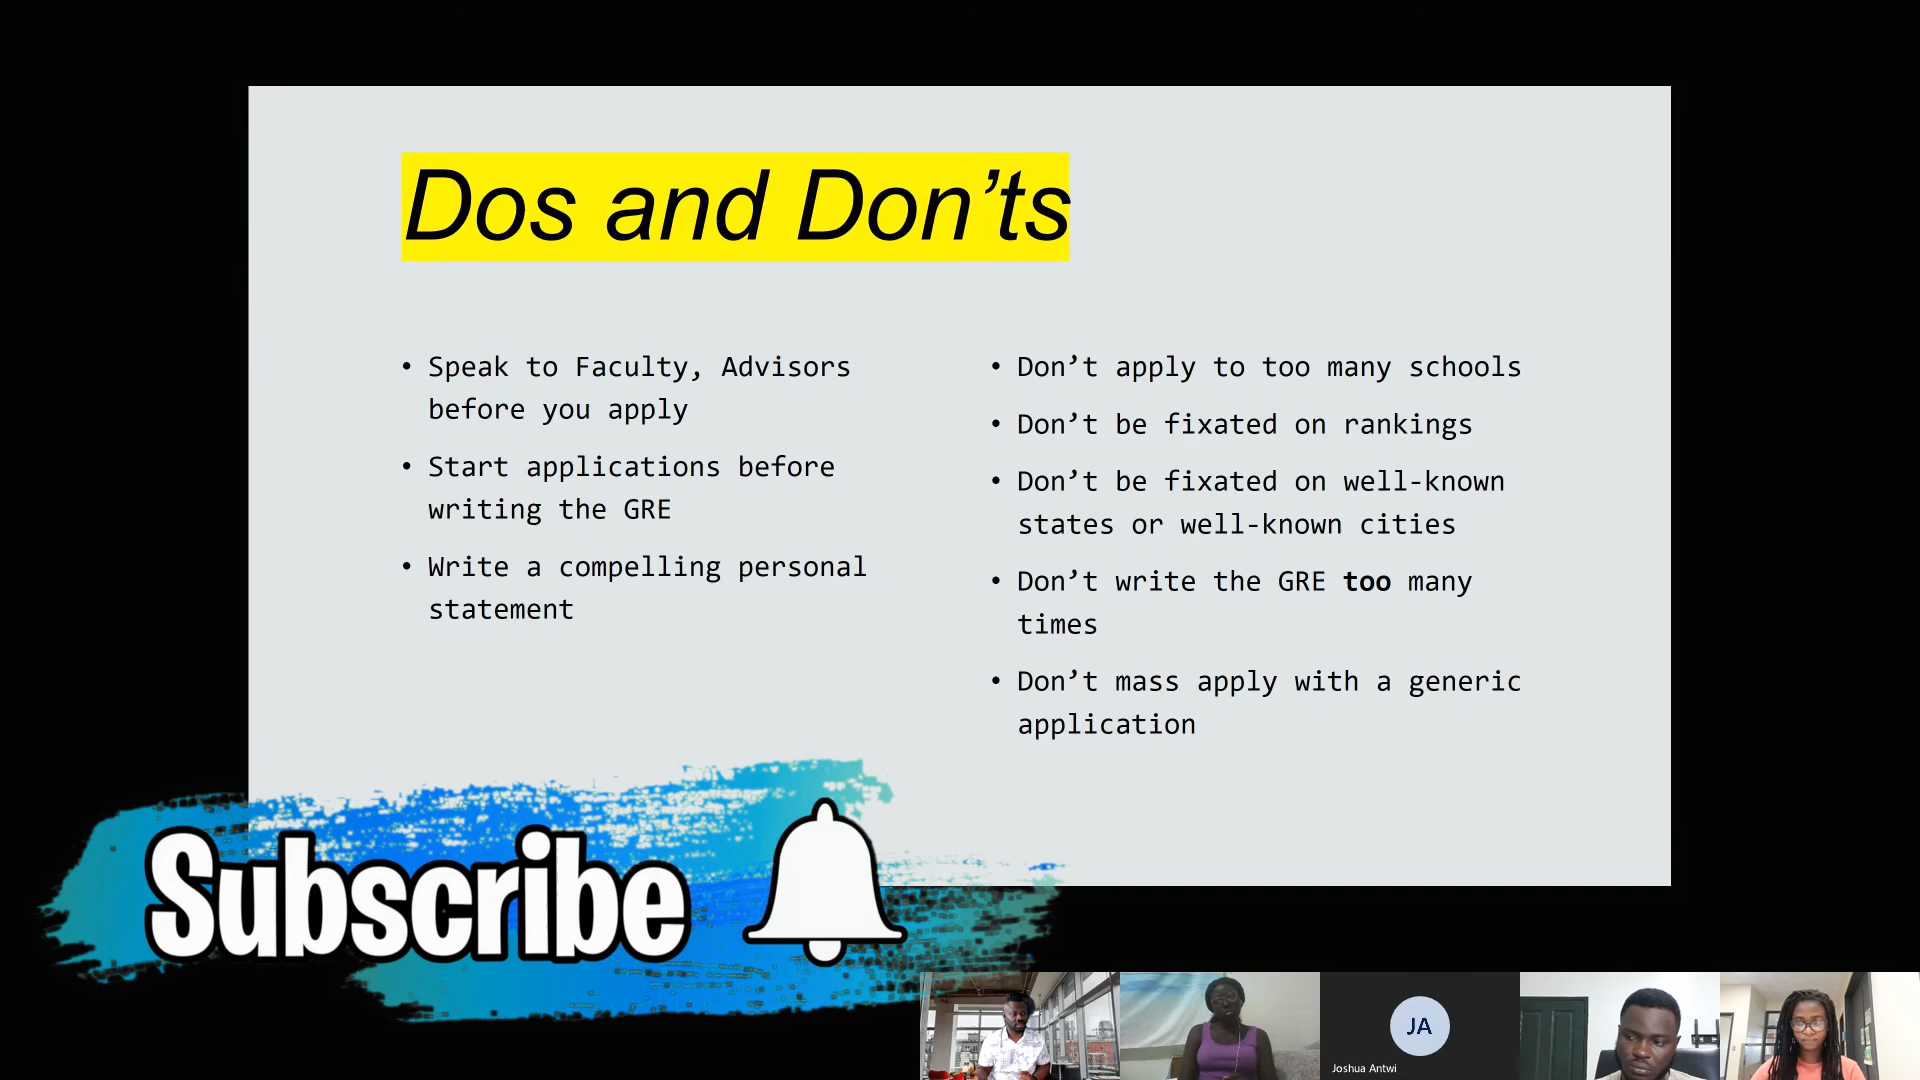 Dos and Don’ts
• Speak to Faculty, Advisors
before you apply
• Start applications before
writing the GRE
• Write a compelling personal
statement
• Don’t apply to too many schools
• Don’t be fixated on rankings
• Don’t be fixated on well-known
states or well-known cities
• Don’t write the GRE too many
times
• Don’t mass apply with a generic
application
Subscribe
JA
Joshua Antwi